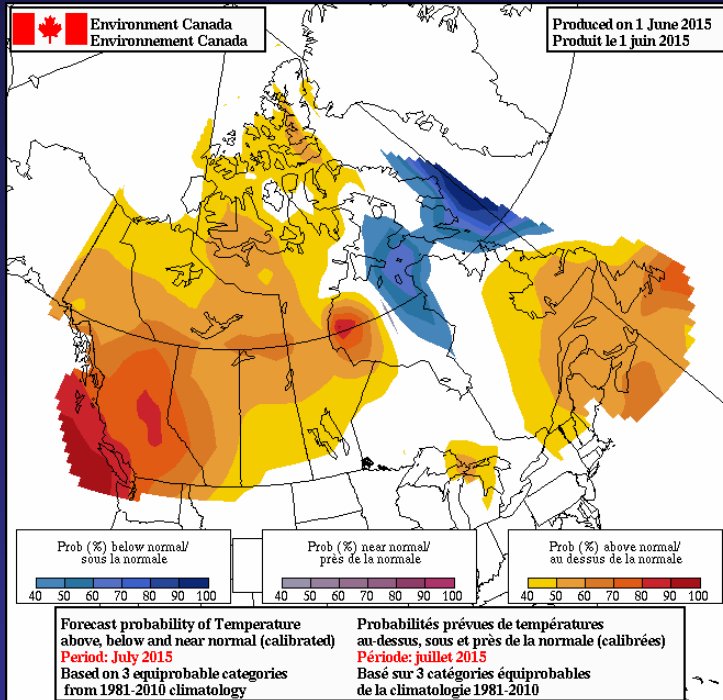 Environment Canada
Environnement Canada
Produced on 1 June 2015
Produit le 1 juin 2015
Prob (%) below normal/
sous la normale
40 50 60 70 80 90 100
Prob (%) near normal/
près de la normale
40 50 60 70 80 90 100
Prob (%) above normal/
au dessus de la normale
40 50 60 70 80 90 100
Forecast probability of Temperature
above, below and near normal (calibrated)
Period: July 2015
Based on 3 equiprobable categories
from 1981-2010 climatology
Probabilités prévues de températures
au-dessus, sous et près de la normale (calibrées)
Période: juillet 2015
Basé sur 3 catégories équiprobables
de la climatologie 1981-2010